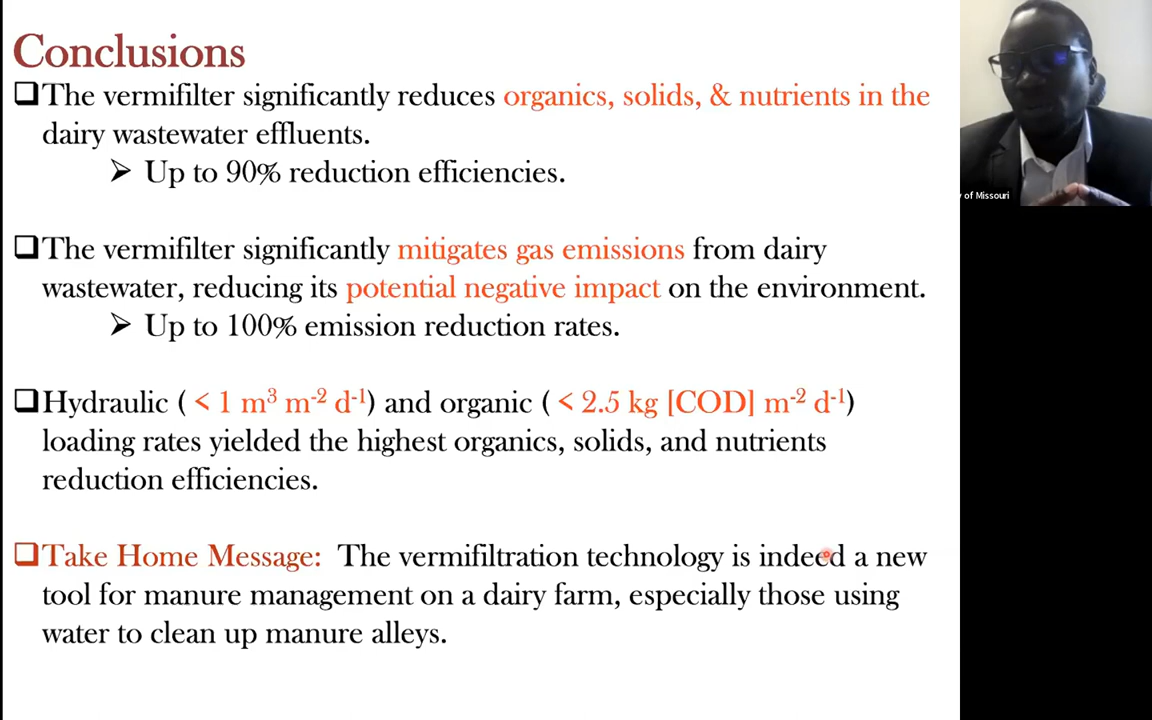 Conclusions
❑The vermifilter significantly reduces organics, solids, & nutrients in the
dairy wastewater effluents.
➢ Up to 90% reduction efficiencies.
❑The vermifilter significantly mitigates gas emissions from dairy
wastewater, reducing its potential negative impact on the environment.
➢ Up to 100% emission reduction rates.
❑Hydraulic ( < 1 m³ m⁻² d⁻¹) and organic ( < 2.5 kg [COD] m⁻² d⁻¹)
loading rates yielded the highest organics, solids, and nutrients
reduction efficiencies.
❑Take Home Message: The vermifiltration technology is indeed a new
tool for manure management on a dairy farm, especially those using
water to clean up manure alleys.
y of Missouri